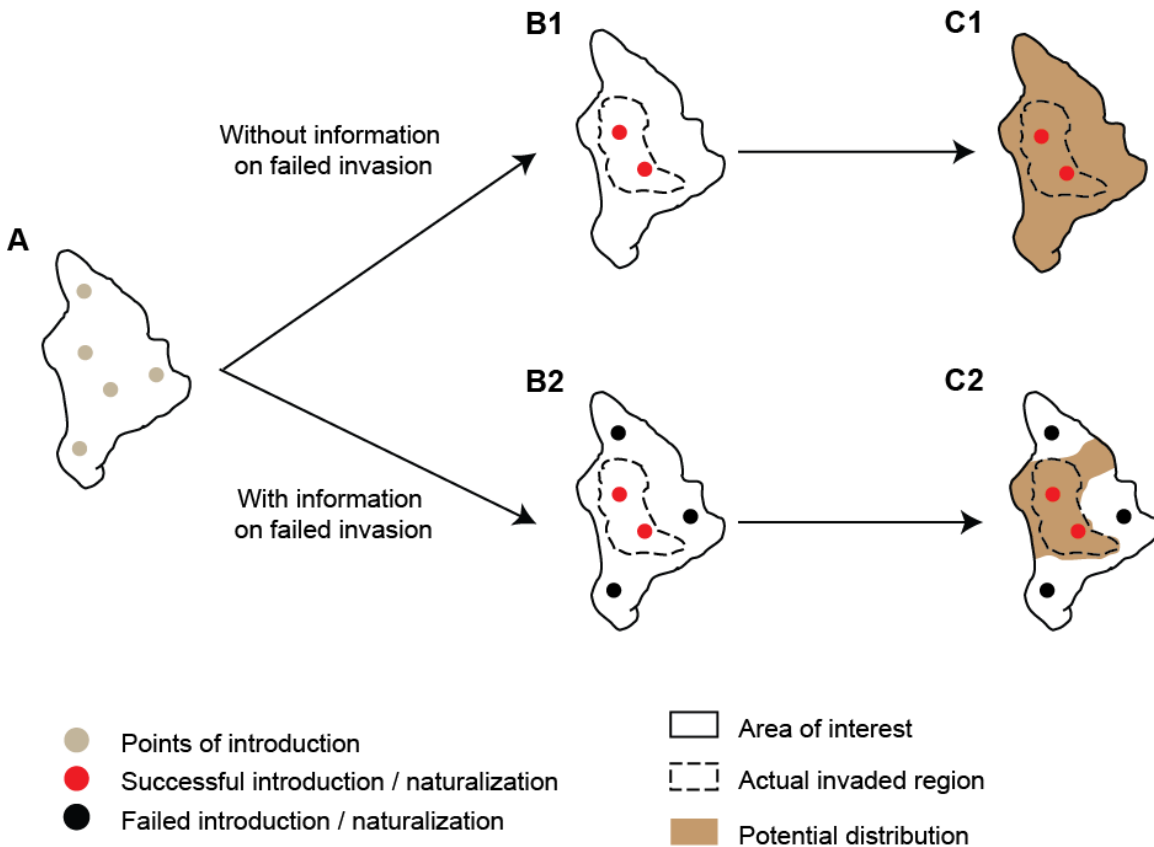 B1
C1
Without information
on failed invasion
A
B2
C2
With information
on failed invasion
Points of introduction
Successful introduction / naturalization
Failed introduction / naturalization
Area of interest
Actual invaded region
Potential distribution